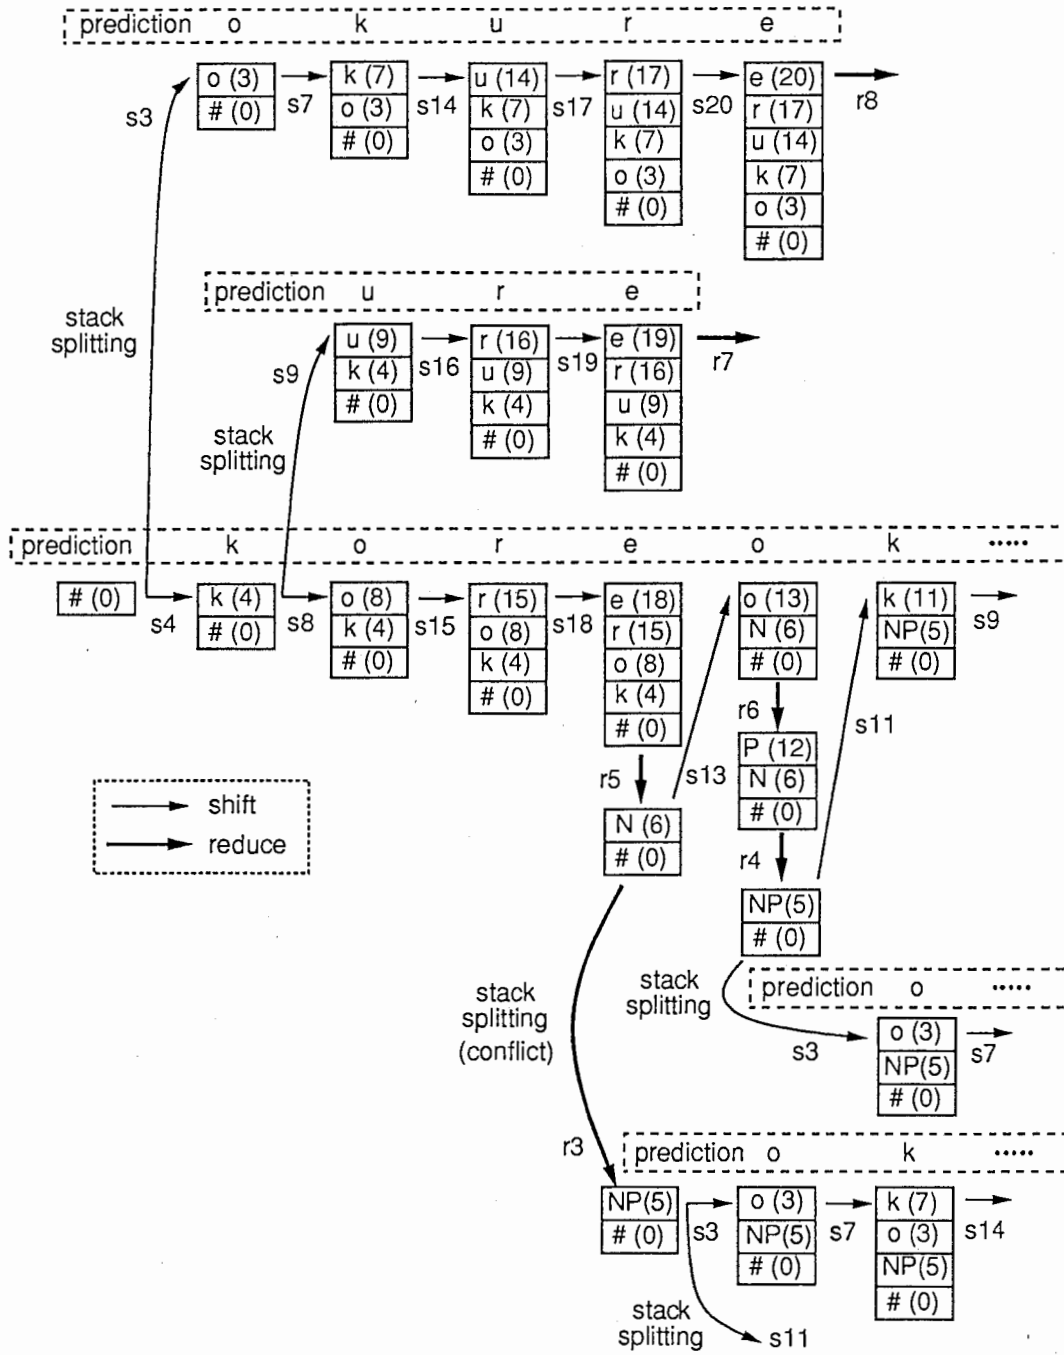 prediction o k u r e
o (3) k (7) u (14) r (17) e (20)
s3 # (0) s7 o (3) s14 k (7) s17 u (14) s20 r (17) r8
# (0) o (3) k (7) u (14)
# (0) o (3) k (7)
# (0) o (3)
# (0)
prediction u r e
stack
splitting
u (9) r (16) e (19)
s9 k (4) s16 u (9) s19 r (16) r7
# (0) k (4) u (9)
stack
splitting
# (0) k (4)
# (0)
prediction k o r e o k .....
# (0) k (4) o (8) r (15) e (18) o (13) k (11)
s4 # (0) s8 k (4) s15 o (8) s18 r (15) N (6) NP(5) s9
# (0) k (4) o (8) # (0) # (0)
# (0) k (4) r6 s11
# (0) P (12)
r5 s13 N (6)
shift
N (6) # (0)
reduce
# (0) r4
NP(5)
# (0)
stack
splitting
(conflict)
stack
splitting
prediction o .....
o (3)
s3 NP(5) s7
# (0)
r3 prediction o k .....
NP(5) o (3) k (7)
# (0) s3 NP(5) s7 o (3) s14
# (0) NP(5)
# (0)
stack
splitting
s11